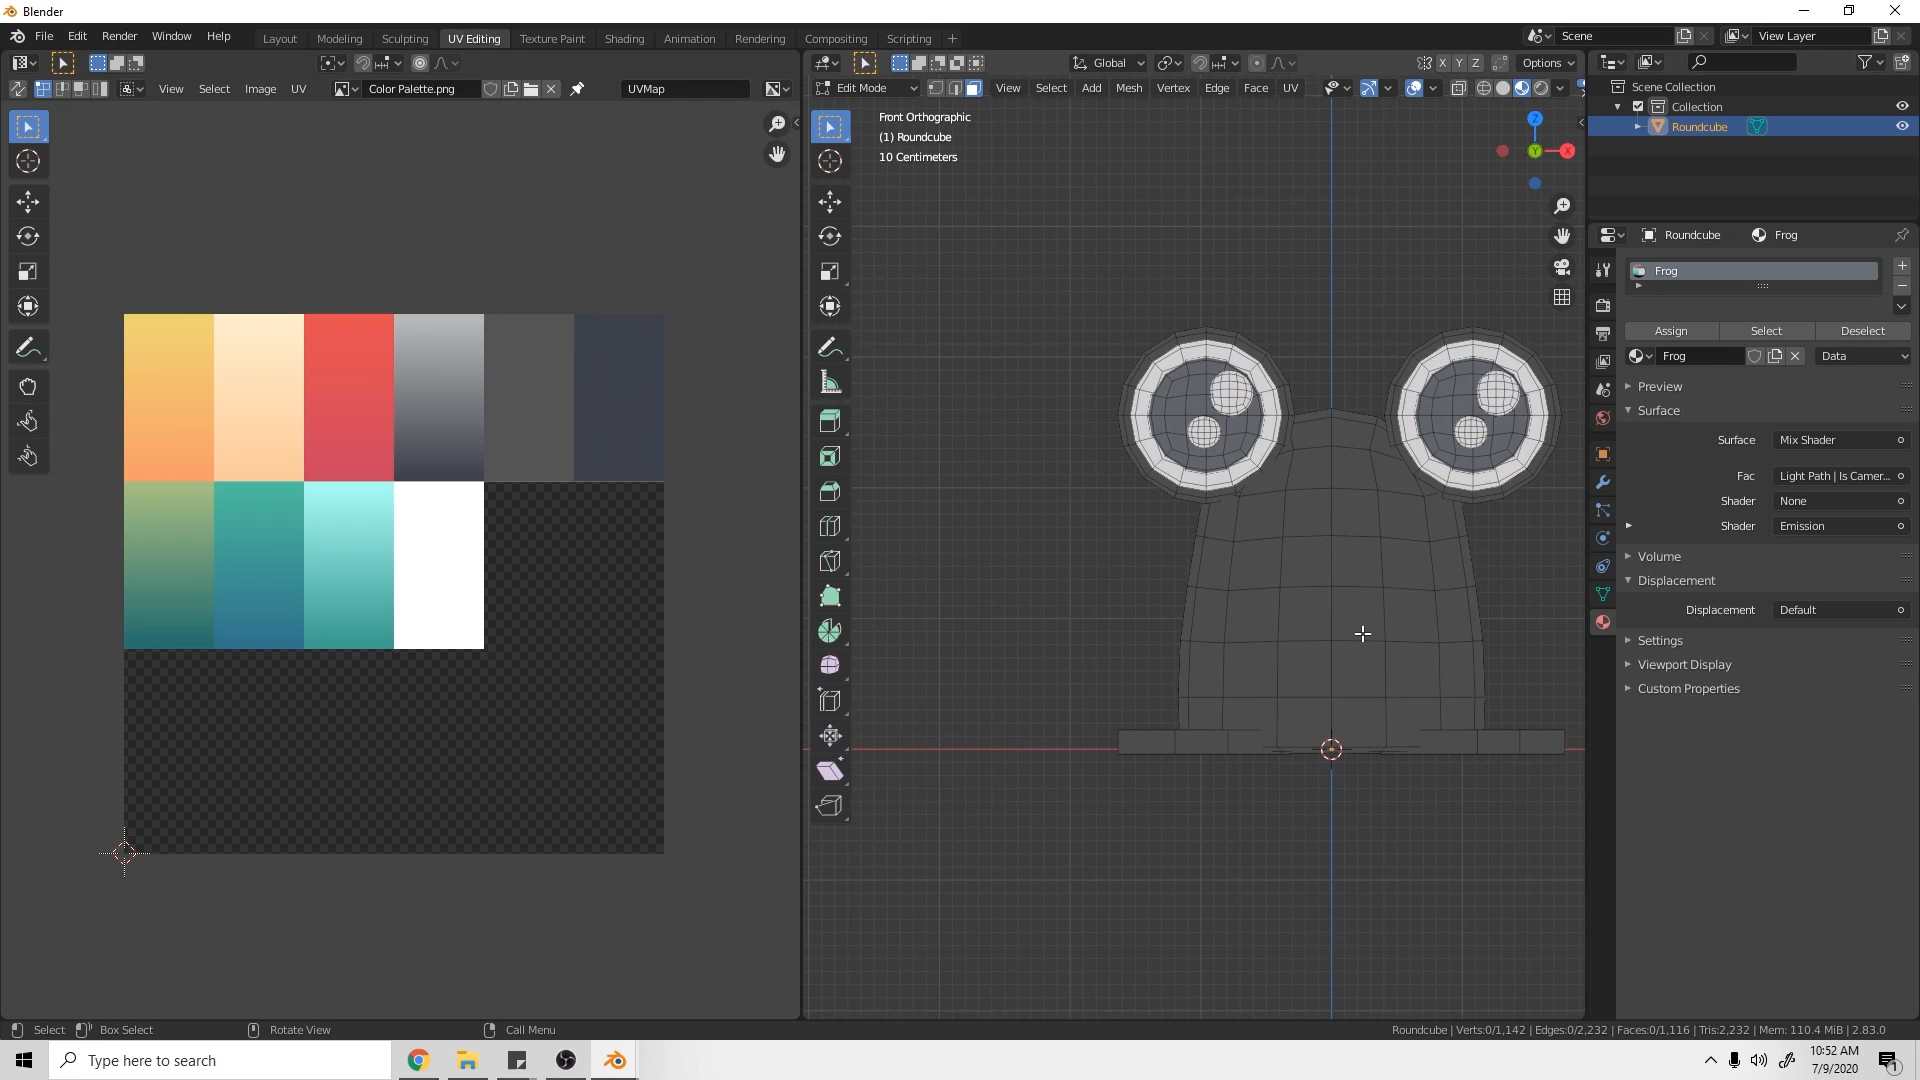 Blender
File Edit Render Window Help
Layout Modeling Sculpting UV Editing Texture Paint Shading Animation Rendering Compositing Scripting +
Scene
View Layer
Global
X Y Z
Options
View Select Image UV
Color Palette.png
UVMap
Edit Mode
View Select Add Mesh Vertex Edge Face UV
Front Orthographic
(1) Roundcube
10 Centimeters
Z
Y
X
Scene Collection
Collection
Roundcube
Roundcube
Frog
Frog
Assign Select Deselect
Frog
Data
Preview
Surface
Surface Mix Shader
Fac Light Path | Is Camer...
Shader None
Shader Emission
Volume
Displacement
Displacement Default
Settings
Viewport Display
Custom Properties
Select Box Select Rotate View Call Menu
Roundcube | Verts:0/1,142 | Edges:0/2,232 | Faces:0/1,116 | Tris:2,232 | Mem: 110.4 MiB | 2.83.0
Type here to search
10:52 AM
7/9/2020
1